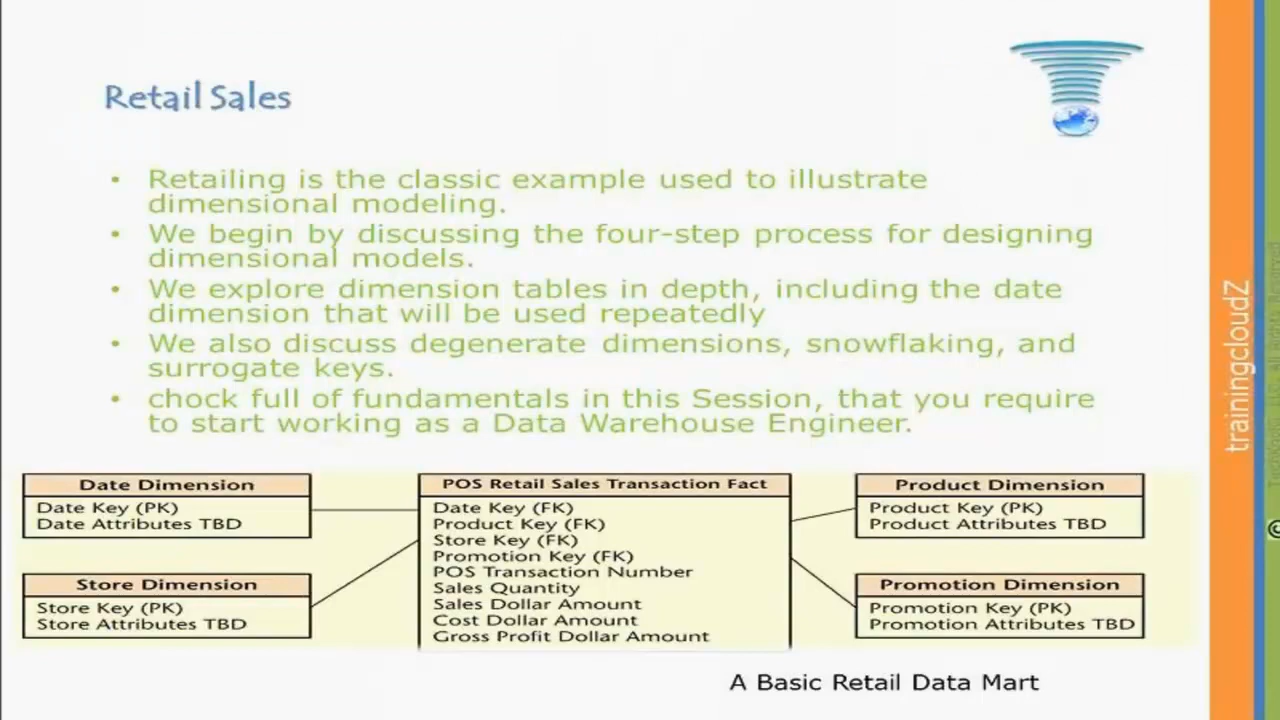 Retail Sales
• Retailing is the classic example used to illustrate
dimensional modeling.
• We begin by discussing the four-step process for designing
dimensional models.
• We explore dimension tables in depth, including the date
dimension that will be used repeatedly
• We also discuss degenerate dimensions, snowflaking, and
surrogate keys.
• chock full of fundamentals in this Session, that you require
to start working as a Data Warehouse Engineer.
Date Dimension
Date Key (PK)
Date Attributes TBD
Store Dimension
Store Key (PK)
Store Attributes TBD
POS Retail Sales Transaction Fact
Date Key (FK)
Product Key (FK)
Store Key (FK)
Promotion Key (FK)
POS Transaction Number
Sales Quantity
Sales Dollar Amount
Cost Dollar Amount
Gross Profit Dollar Amount
Product Dimension
Product Key (PK)
Product Attributes TBD
Promotion Dimension
Promotion Key (PK)
Promotion Attributes TBD
A Basic Retail Data Mart
trainingcloudZ
©